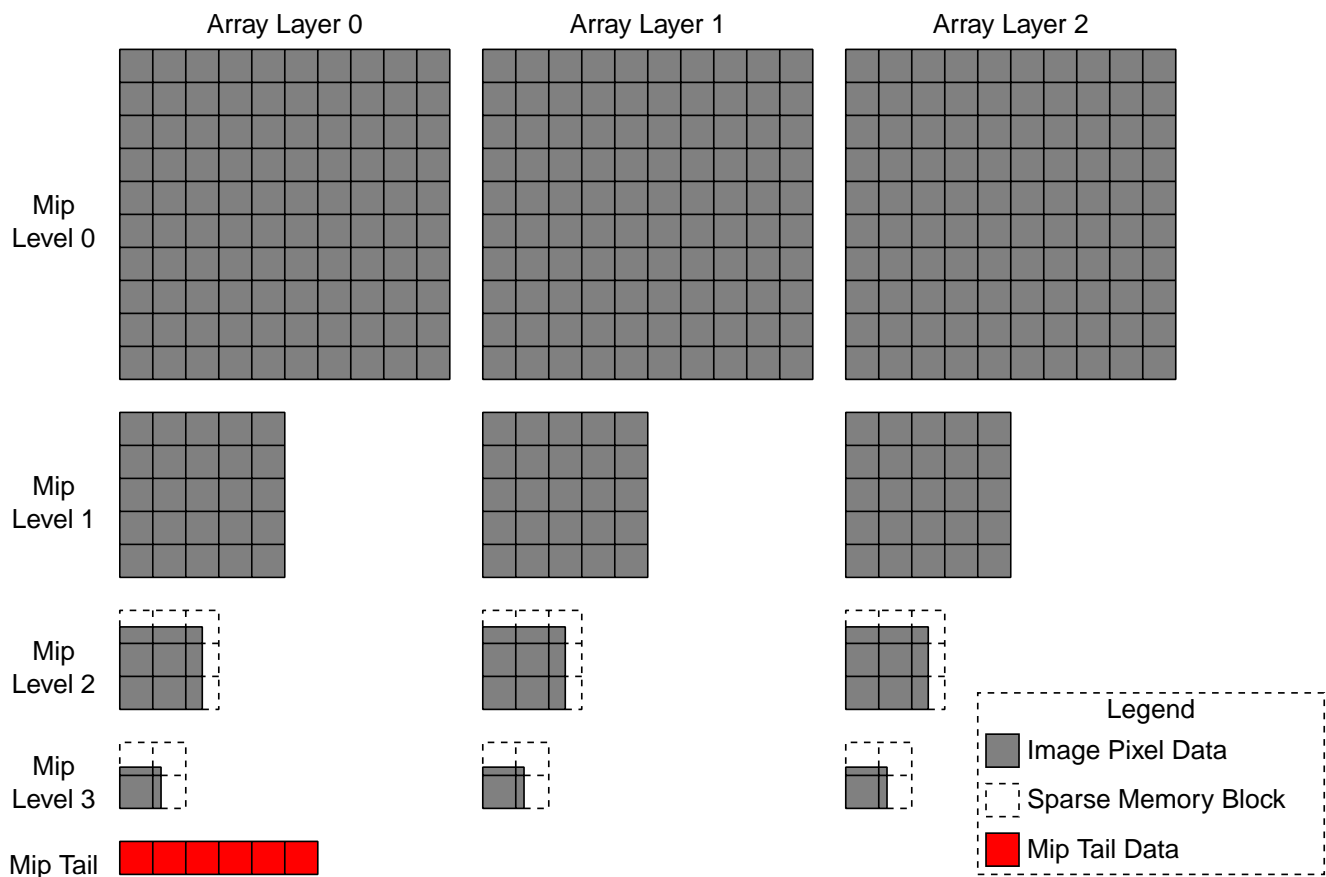 Array Layer 0
Array Layer 1
Array Layer 2
Mip
Level 0
Mip
Level 1
Mip
Level 2
Mip
Level 3
Mip Tail
Legend
Image Pixel Data
Sparse Memory Block
Mip Tail Data